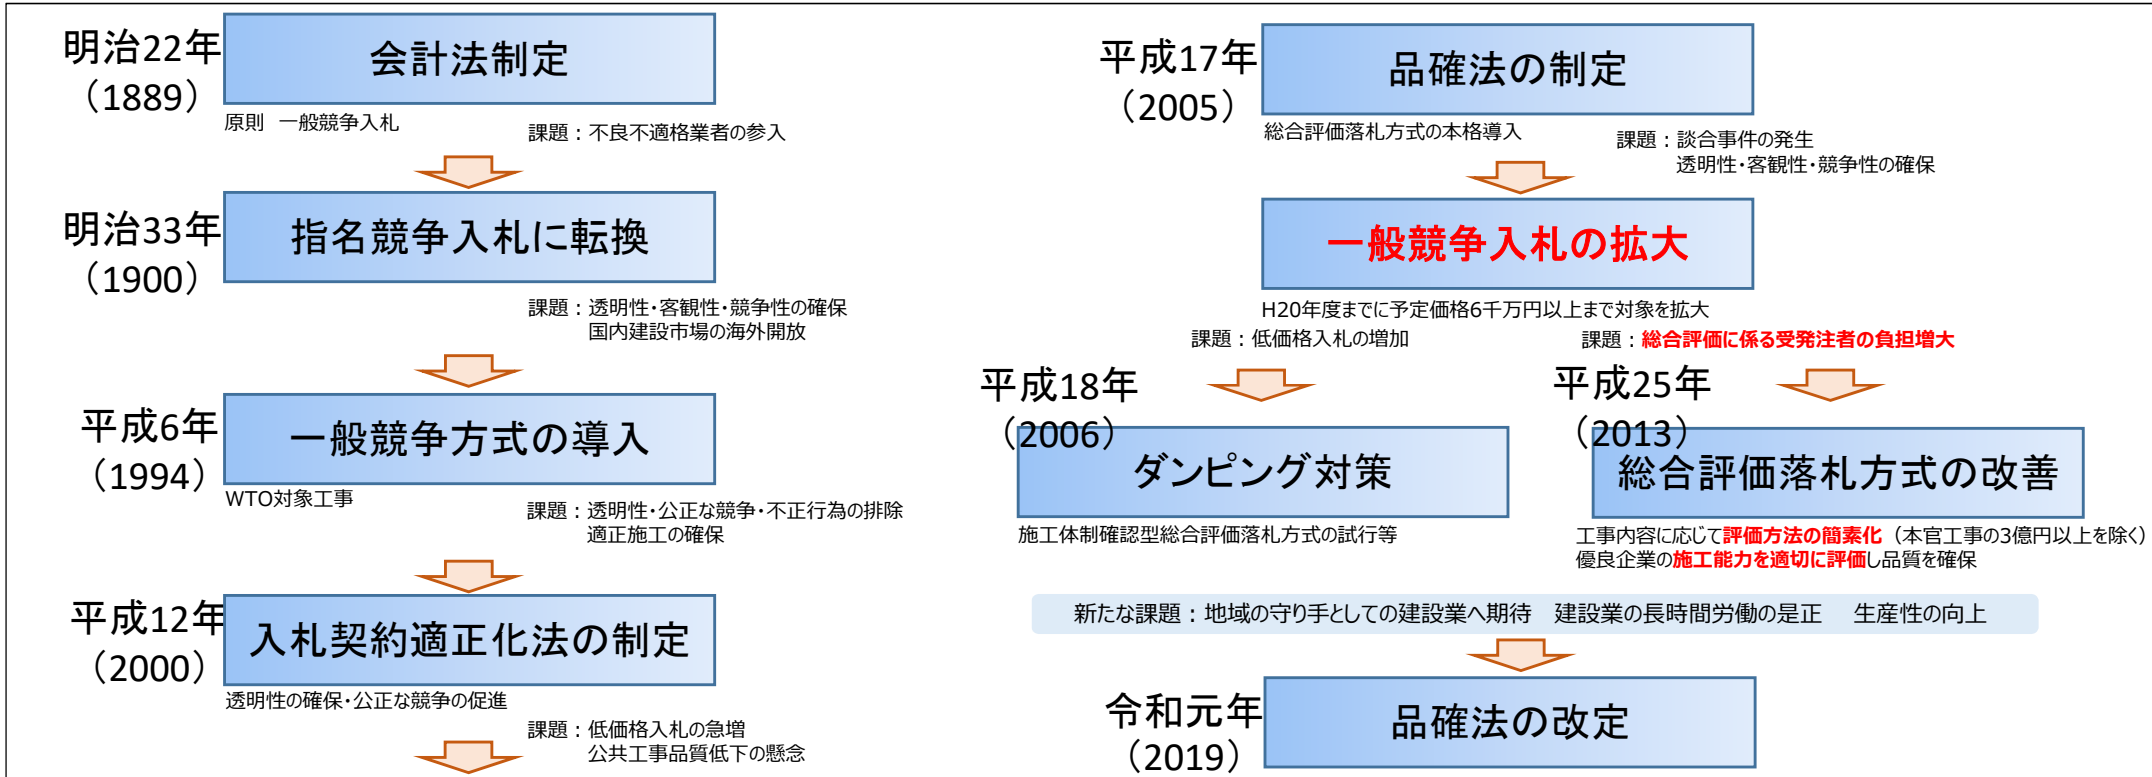 明治22年
（1889）
会計法制定
原則　一般競争入札
課題：不良不適格業者の参入
明治33年
（1900）
指名競争入札に転換
課題：透明性・客観性・競争性の確保
国内建設市場の海外開放
平成6年
（1994）
一般競争方式の導入
WTO対象工事
課題：透明性・公正な競争・不正行為の排除
適正施工の確保
平成12年
（2000）
入札契約適正化法の制定
透明性の確保・公正な競争の促進
課題：低価格入札の急増
公共工事品質低下の懸念
平成17年
（2005）
品確法の制定
総合評価落札方式の本格導入
課題：談合事件の発生
透明性・客観性・競争性の確保
一般競争入札の拡大
H20年度までに予定価格6千万円以上まで対象を拡大
課題：低価格入札の増加
課題：総合評価に係る受発注者の負担増大
平成18年
（2006）
ダンピング対策
施工体制確認型総合評価落札方式の試行等
平成25年
（2013）
総合評価落札方式の改善
工事内容に応じて評価方法の簡素化（本官工事の3億円以上を除く）
優良企業の施工能力を適切に評価し品質を確保
新たな課題：地域の守り手としての建設業へ期待　建設業の長時間労働の是正　生産性の向上
令和元年
（2019）
品確法の改定